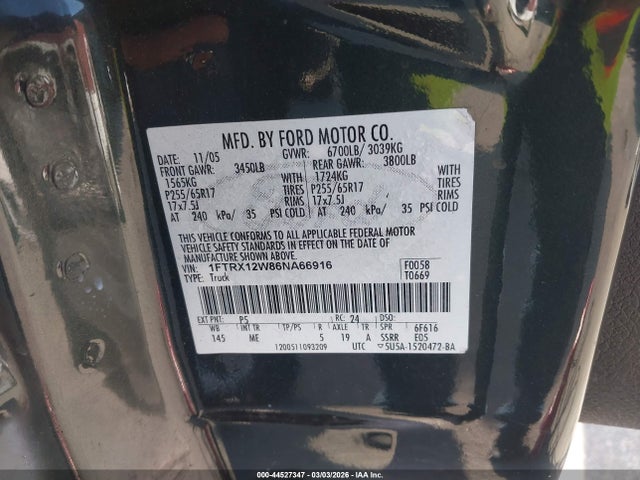 MFD. BY FORD MOTOR CO.
DATE: 11/05 GVWR: 6700LB/ 3039KG
FRONT GAWR: 3450LB REAR GAWR: 3800LB
1565KG 1724KG
P255/65R17 TIRES P255/65R17 TIRES
17x7.5J RIMS 17x7.5J RIMS
AT 240 kPa/ 35 PSI COLD AT 240 kPa/ 35 PSI COLD
THIS VEHICLE CONFORMS TO ALL APPLICABLE FEDERAL MOTOR
VEHICLE SAFETY STANDARDS IN EFFECT ON THE DATE OF
MANUFACTURE SHOWN ABOVE.
VIN: 1FTRX12W86NA66916 F0058
TYPE: Truck T0669
EXT PNT: P5 RC: 24 DSO:
WB INT TR TP/PS R AXLE TR SPR 6F616
145 ME 5 19 A SSRR E05
1200511093209 UTC ▽5U5A-1520472-BA
000-44527347 - 03/03/2026 - IAA Inc.